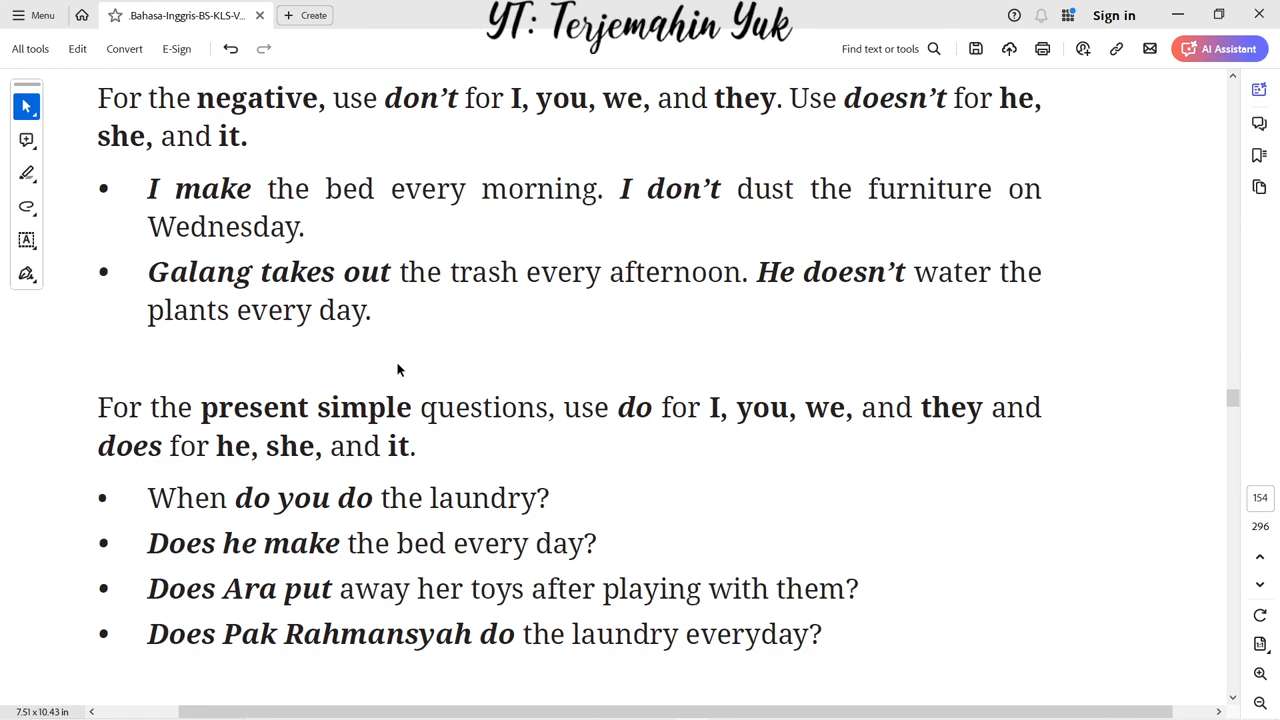 Menu
.Bahasa-Inggris-BS-KLS-V...
Create
YT: Terjemahin Yuk
Sign in
All tools Edit Convert E-Sign
Find text or tools
AI Assistant
For the negative, use don't for I, you, we, and they. Use doesn't for he,
she, and it.
• I make the bed every morning. I don't dust the furniture on
Wednesday.
• Galang takes out the trash every afternoon. He doesn't water the
plants every day.
For the present simple questions, use do for I, you, we, and they and
does for he, she, and it.
• When do you do the laundry?
• Does he make the bed every day?
• Does Ara put away her toys after playing with them?
• Does Pak Rahmansyah do the laundry everyday?
154
296
7.51 x 10.43 in